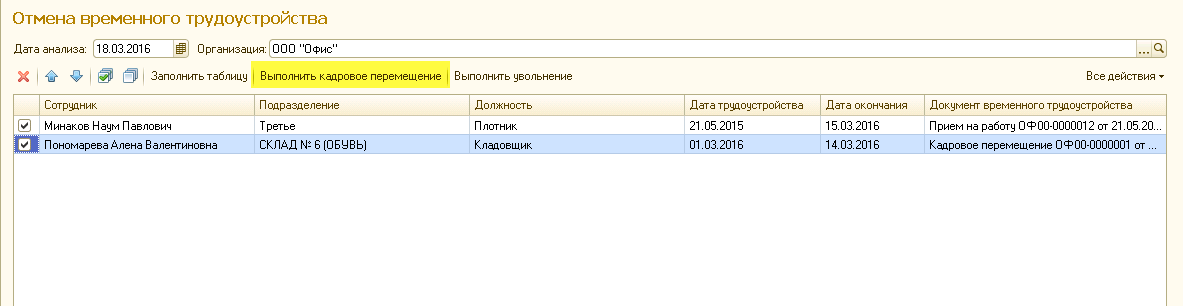 Отмена временного трудоустройства
Дата анализа: 18.03.2016 Организация: ООО "Офис" ...
Заполнить таблицу Выполнить кадровое перемещение Выполнить увольнение Все действия
Сотрудник Подразделение Должность Дата трудоустройства Дата окончания Документ временного трудоустройства
Минаков Наум Павлович Третье Плотник 21.05.2015 15.03.2016 Прием на работу ОФ00-0000012 от 21.05.20...
Пономарева Алена Валентиновна СКЛАД № 6 (ОБУВЬ) Кладовщик 01.03.2016 14.03.2016 Кадровое перемещение ОФ00-0000001 от ...